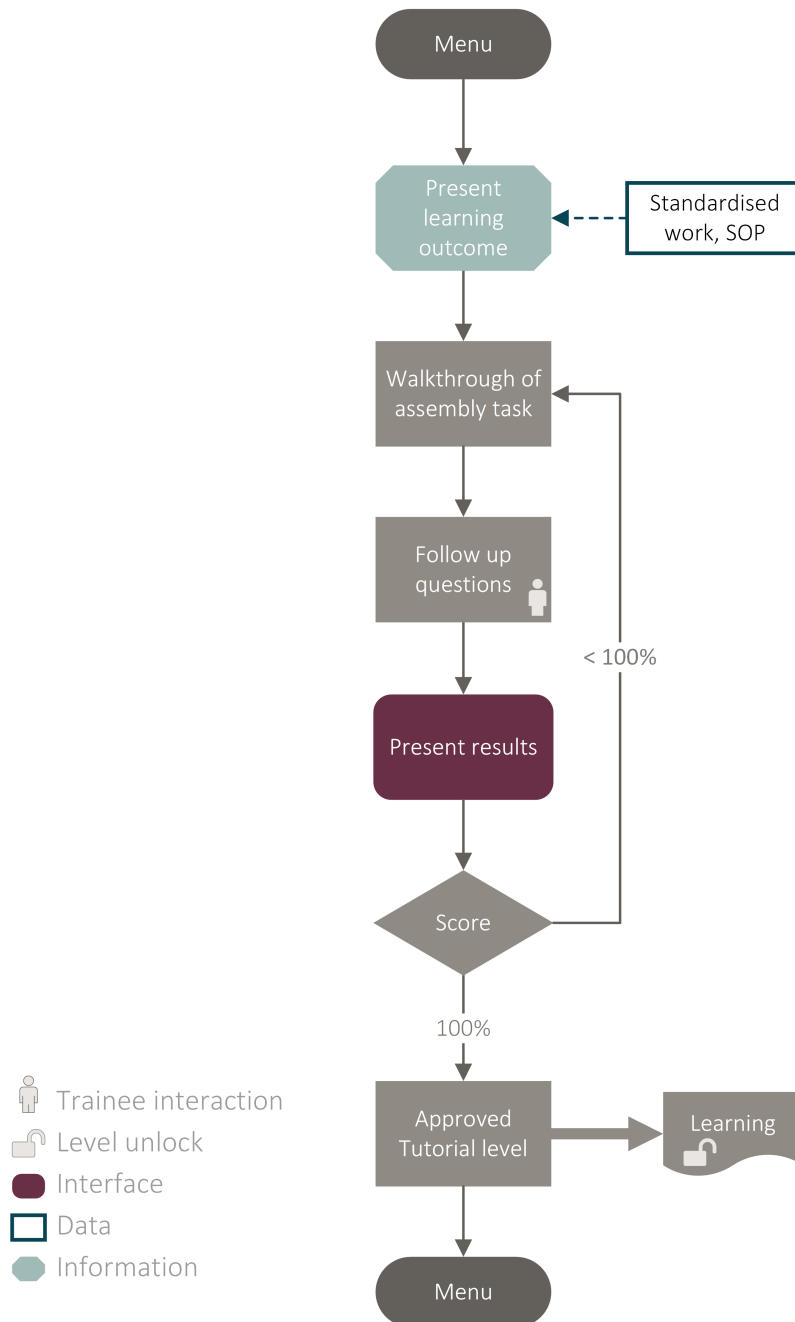 Menu
Present
learning
outcome
Standardised
work, SOP
Walkthrough of
assembly task
Follow up
questions
< 100%
Present results
Score
100%
Approved
Tutorial level
Learning
Menu
Trainee interaction
Level unlock
Interface
Data
Information